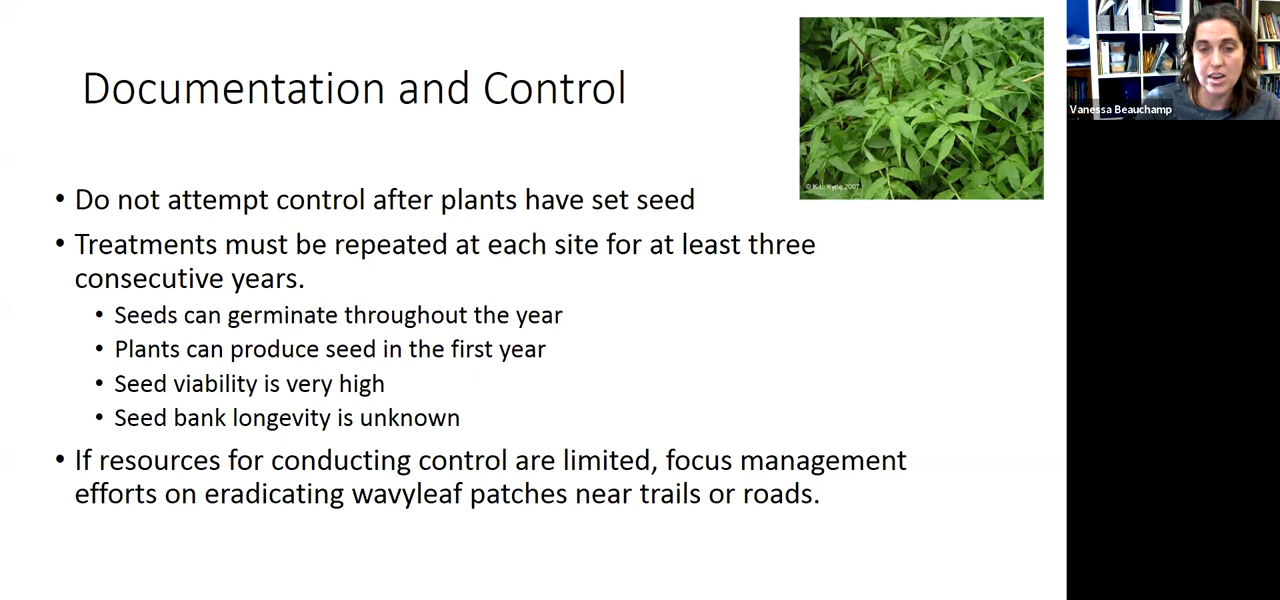 Documentation and Control
© K.L. Kyde 2007
Vanessa Beauchamp
• Do not attempt control after plants have set seed
• Treatments must be repeated at each site for at least three
consecutive years.
• Seeds can germinate throughout the year
• Plants can produce seed in the first year
• Seed viability is very high
• Seed bank longevity is unknown
• If resources for conducting control are limited, focus management
efforts on eradicating wavyleaf patches near trails or roads.